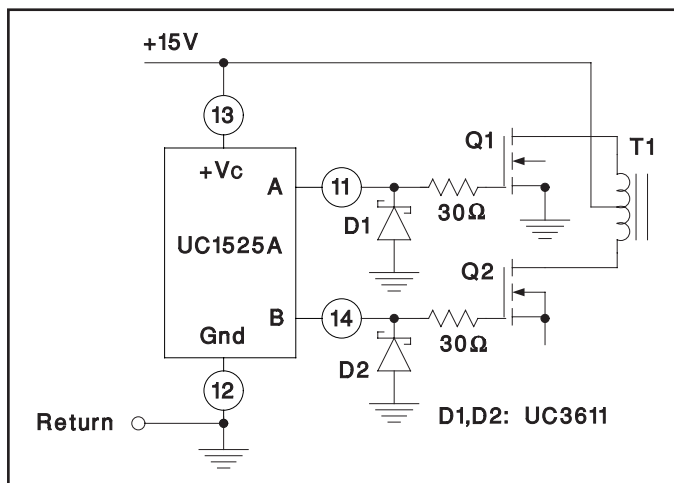 +15V
13
+Vc
A
11
UC1525A
B
14
Gnd
12
Return
D1
30Ω
Q1
T1
Q2
D2
30Ω
D1,D2: UC3611